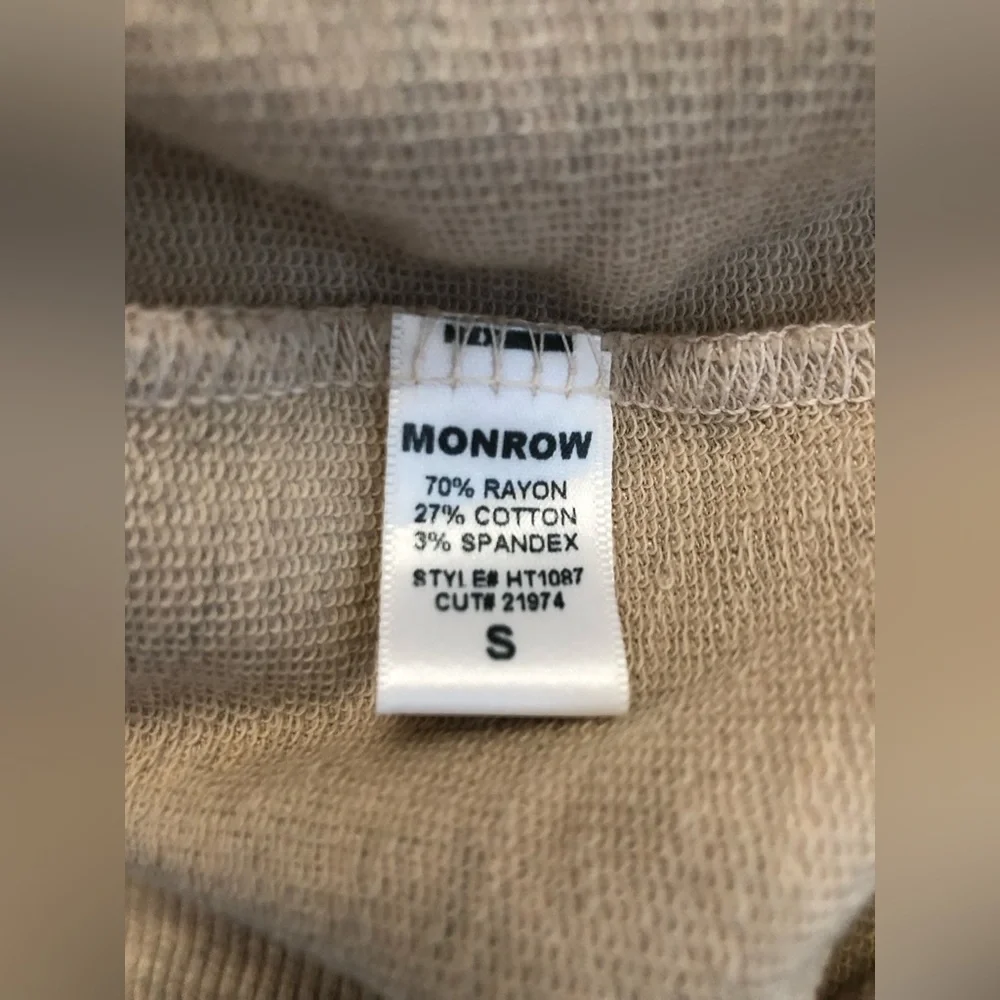 MONROW
70% RAYON
27% COTTON
3% SPANDEX
STYLE# HT1087
CUT# 21974
S